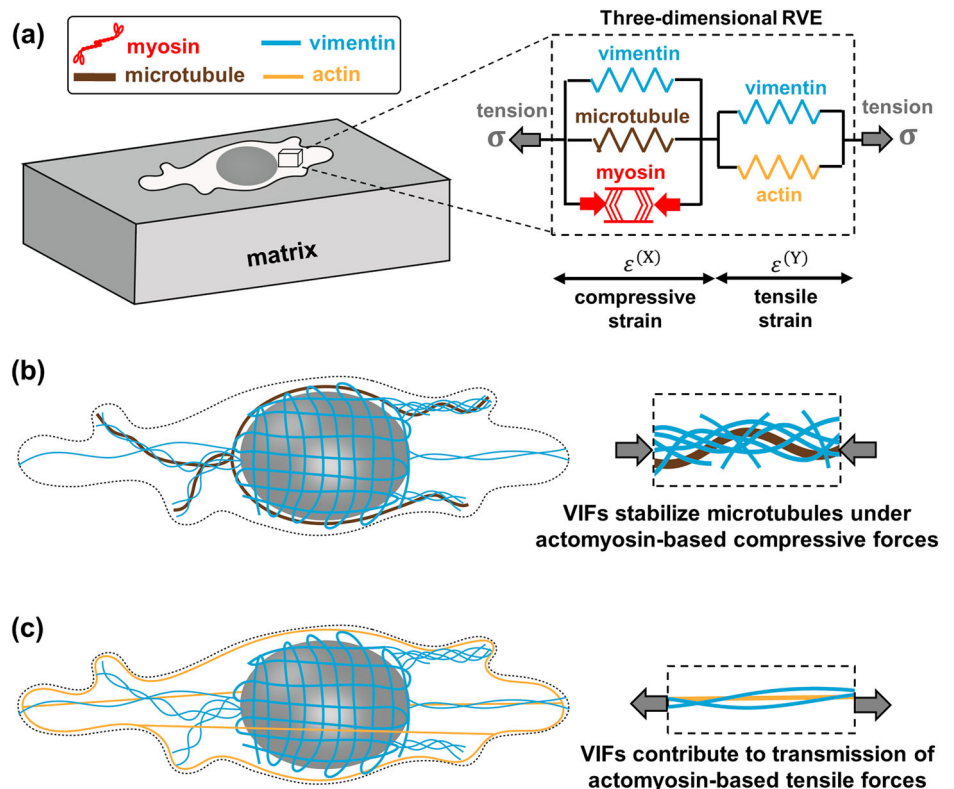 (a)
myosin
vimentin
microtubule
actin
matrix
Three-dimensional RVE
vimentin
vimentin
tension
microtubule
tension
σ
σ
myosin
actin
ε(X)
ε(Y)
compressive
tensile
strain
strain
(b)
VIFs stabilize microtubules under
actomyosin-based compressive forces
(c)
VIFs contribute to transmission of
actomyosin-based tensile forces